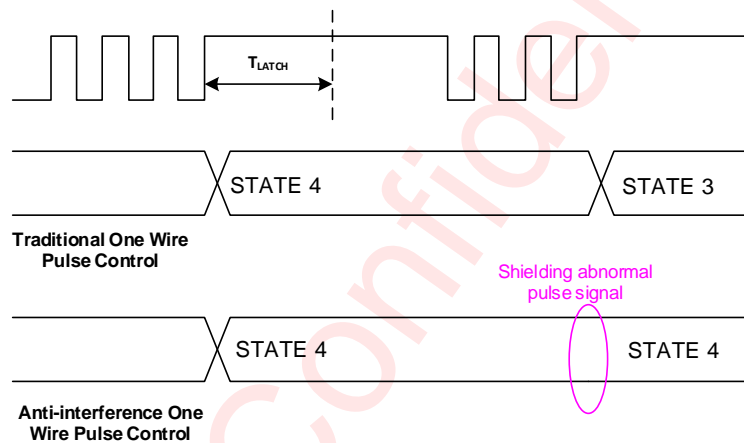 TLATCH
STATE 4
STATE 3
Traditional One Wire
Pulse Control
Shielding abnormal
pulse signal
STATE 4
STATE 4
Anti-interference One
Wire Pulse Control
Confider